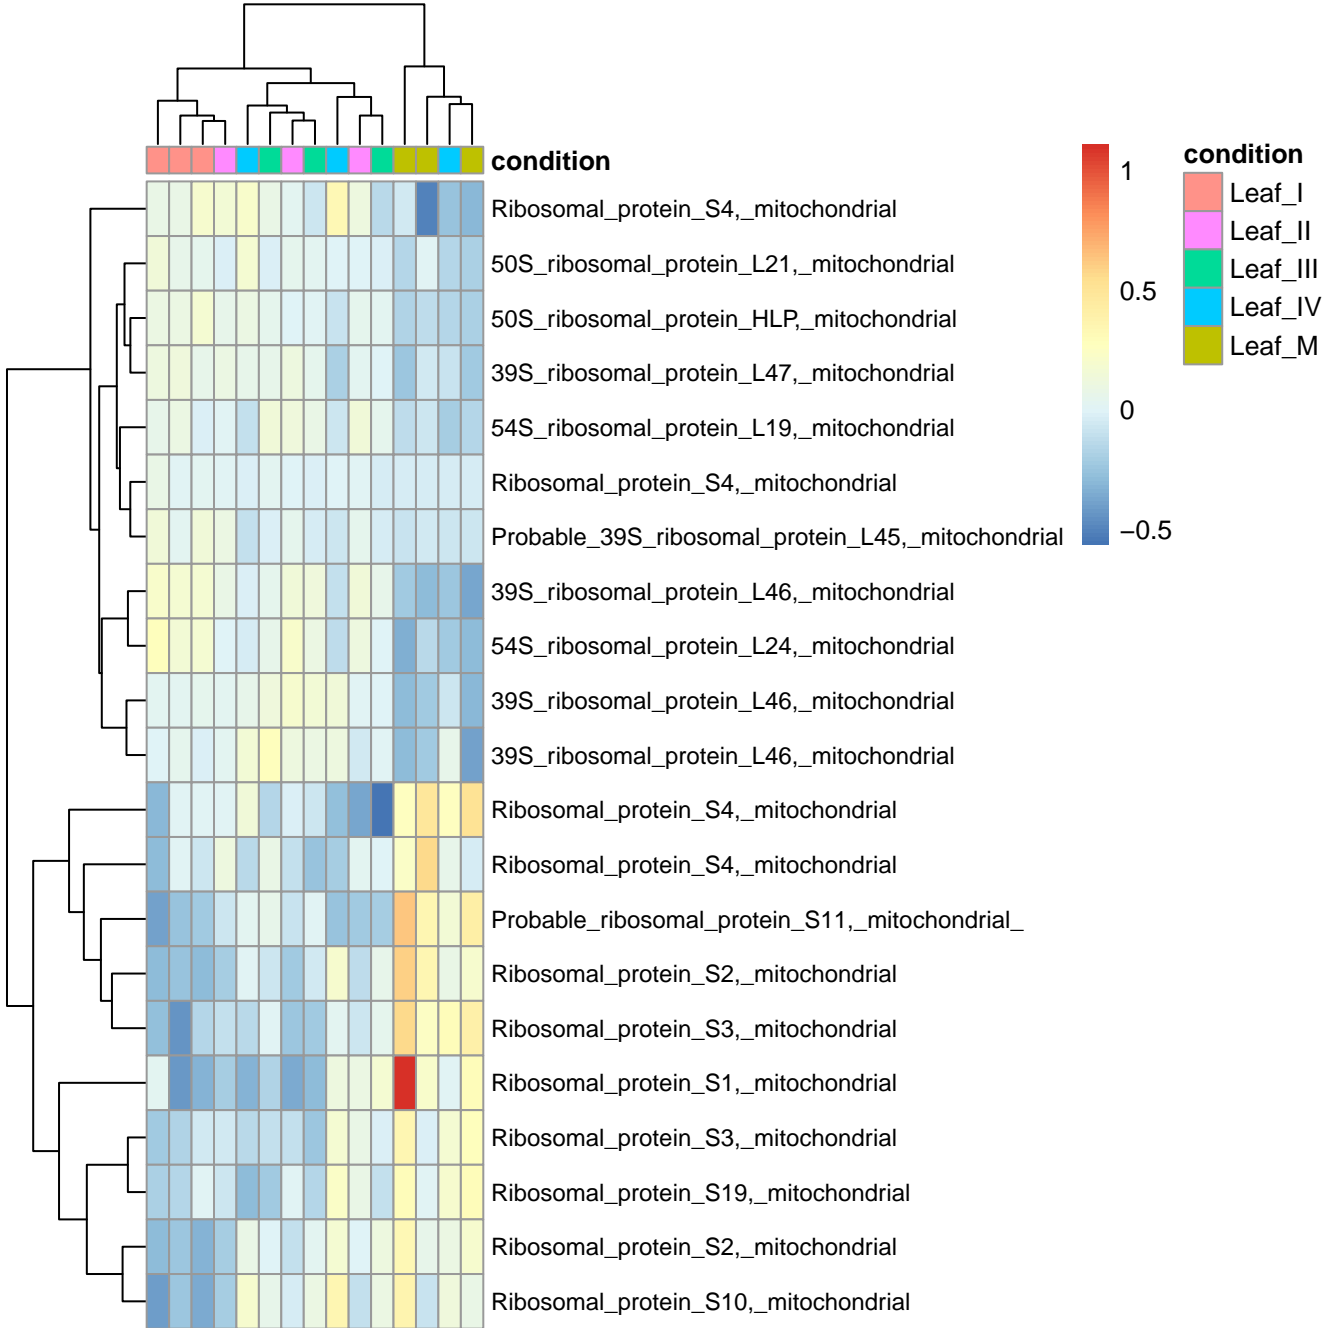 condition
Ribosomal_protein_S4,_mitochondrial
50S_ribosomal_protein_L21,_mitochondrial
50S_ribosomal_protein_HLP,_mitochondrial
39S_ribosomal_protein_L47,_mitochondrial
54S_ribosomal_protein_L19,_mitochondrial
Ribosomal_protein_S4,_mitochondrial
Probable_39S_ribosomal_protein_L45,_mitochondrial
39S_ribosomal_protein_L46,_mitochondrial
54S_ribosomal_protein_L24,_mitochondrial
39S_ribosomal_protein_L46,_mitochondrial
39S_ribosomal_protein_L46,_mitochondrial
Ribosomal_protein_S4,_mitochondrial
Ribosomal_protein_S4,_mitochondrial
Probable_ribosomal_protein_S11,_mitochondrial_
Ribosomal_protein_S2,_mitochondrial
Ribosomal_protein_S3,_mitochondrial
Ribosomal_protein_S1,_mitochondrial
Ribosomal_protein_S3,_mitochondrial
Ribosomal_protein_S19,_mitochondrial
Ribosomal_protein_S2,_mitochondrial
Ribosomal_protein_S10,_mitochondrial
1
0.5
0
−0.5
condition
Leaf_I
Leaf_II
Leaf_III
Leaf_IV
Leaf_M